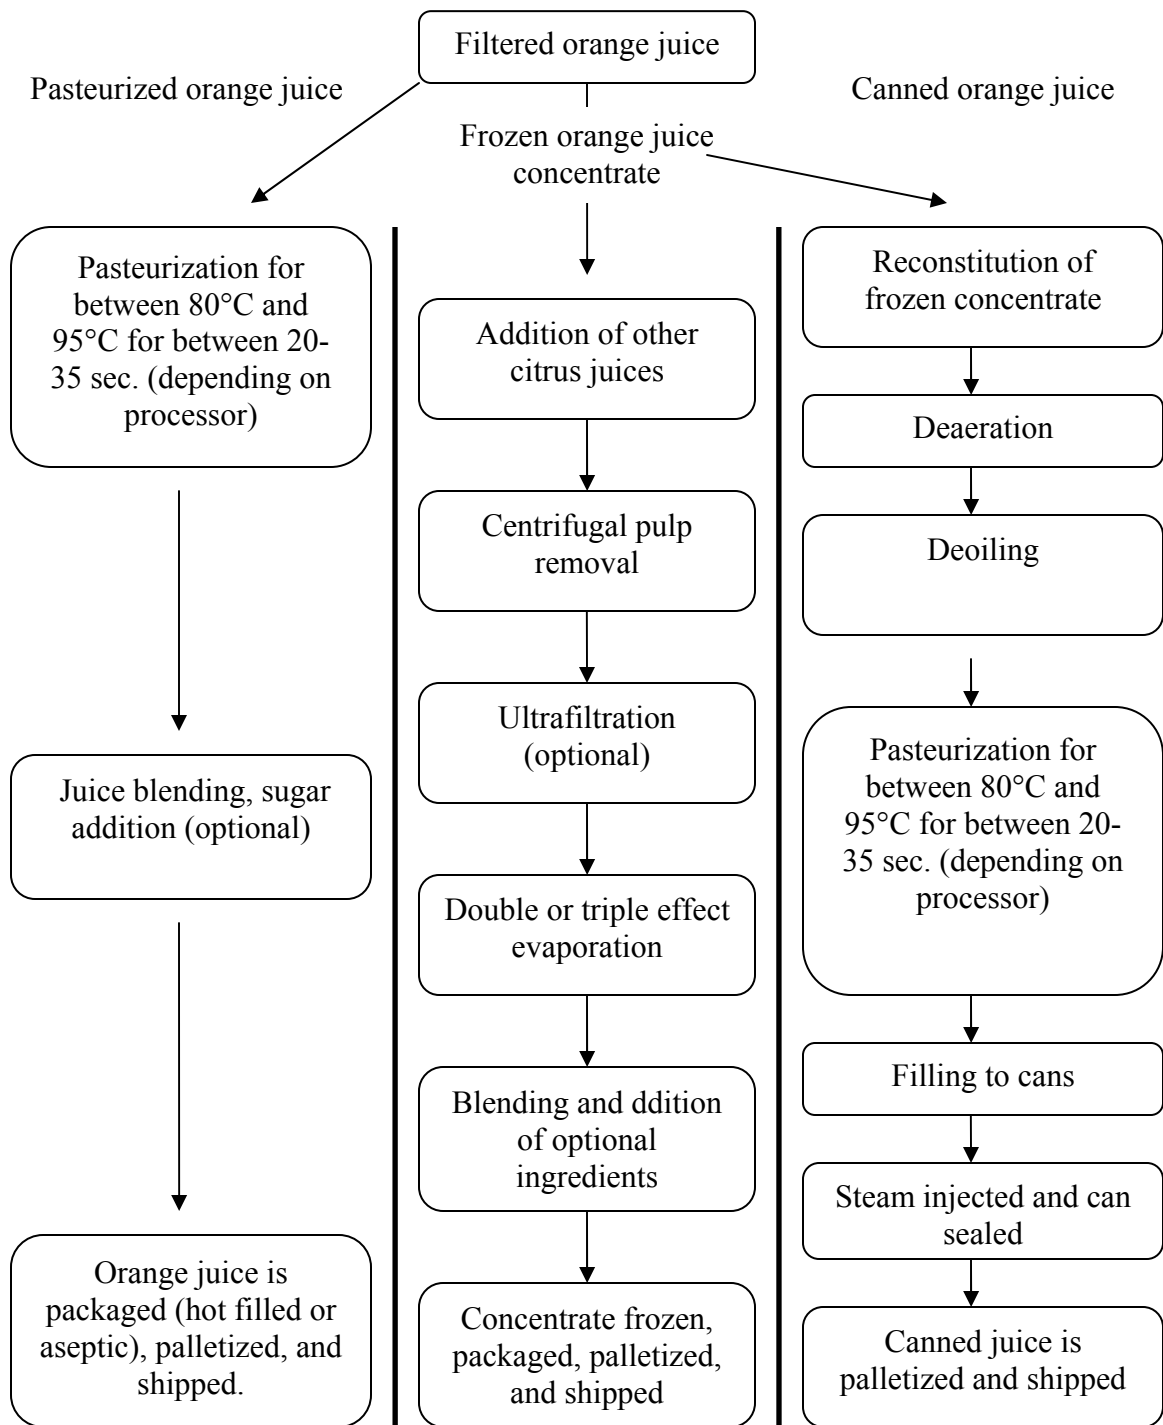 Filtered orange juice
Pasteurized orange juice
Frozen orange juice
concentrate
Canned orange juice
Pasteurization for
between 80°C and
95°C for between 20-
35 sec. (depending on
processor)
Juice blending, sugar
addition (optional)
Orange juice is
packaged (hot filled or
aseptic), palletized, and
shipped.
Addition of other
citrus juices
Centrifugal pulp
removal
Ultrafiltration
(optional)
Double or triple effect
evaporation
Blending and ddition
of optional
ingredients
Concentrate frozen,
packaged, palletized,
and shipped
Reconstitution of
frozen concentrate
Deaeration
Deoiling
Pasteurization for
between 80°C and
95°C for between 20-
35 sec. (depending on
processor)
Filling to cans
Steam injected and can
sealed
Canned juice is
palletized and shipped